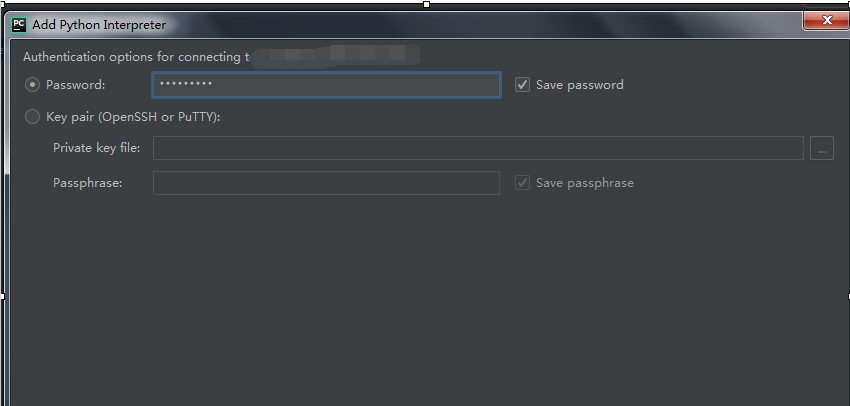 PC Add Python Interpreter
Authentication options for connecting t
Password: ********* Save password
Key pair (OpenSSH or PuTTY):
Private key file: ...
Passphrase: Save passphrase